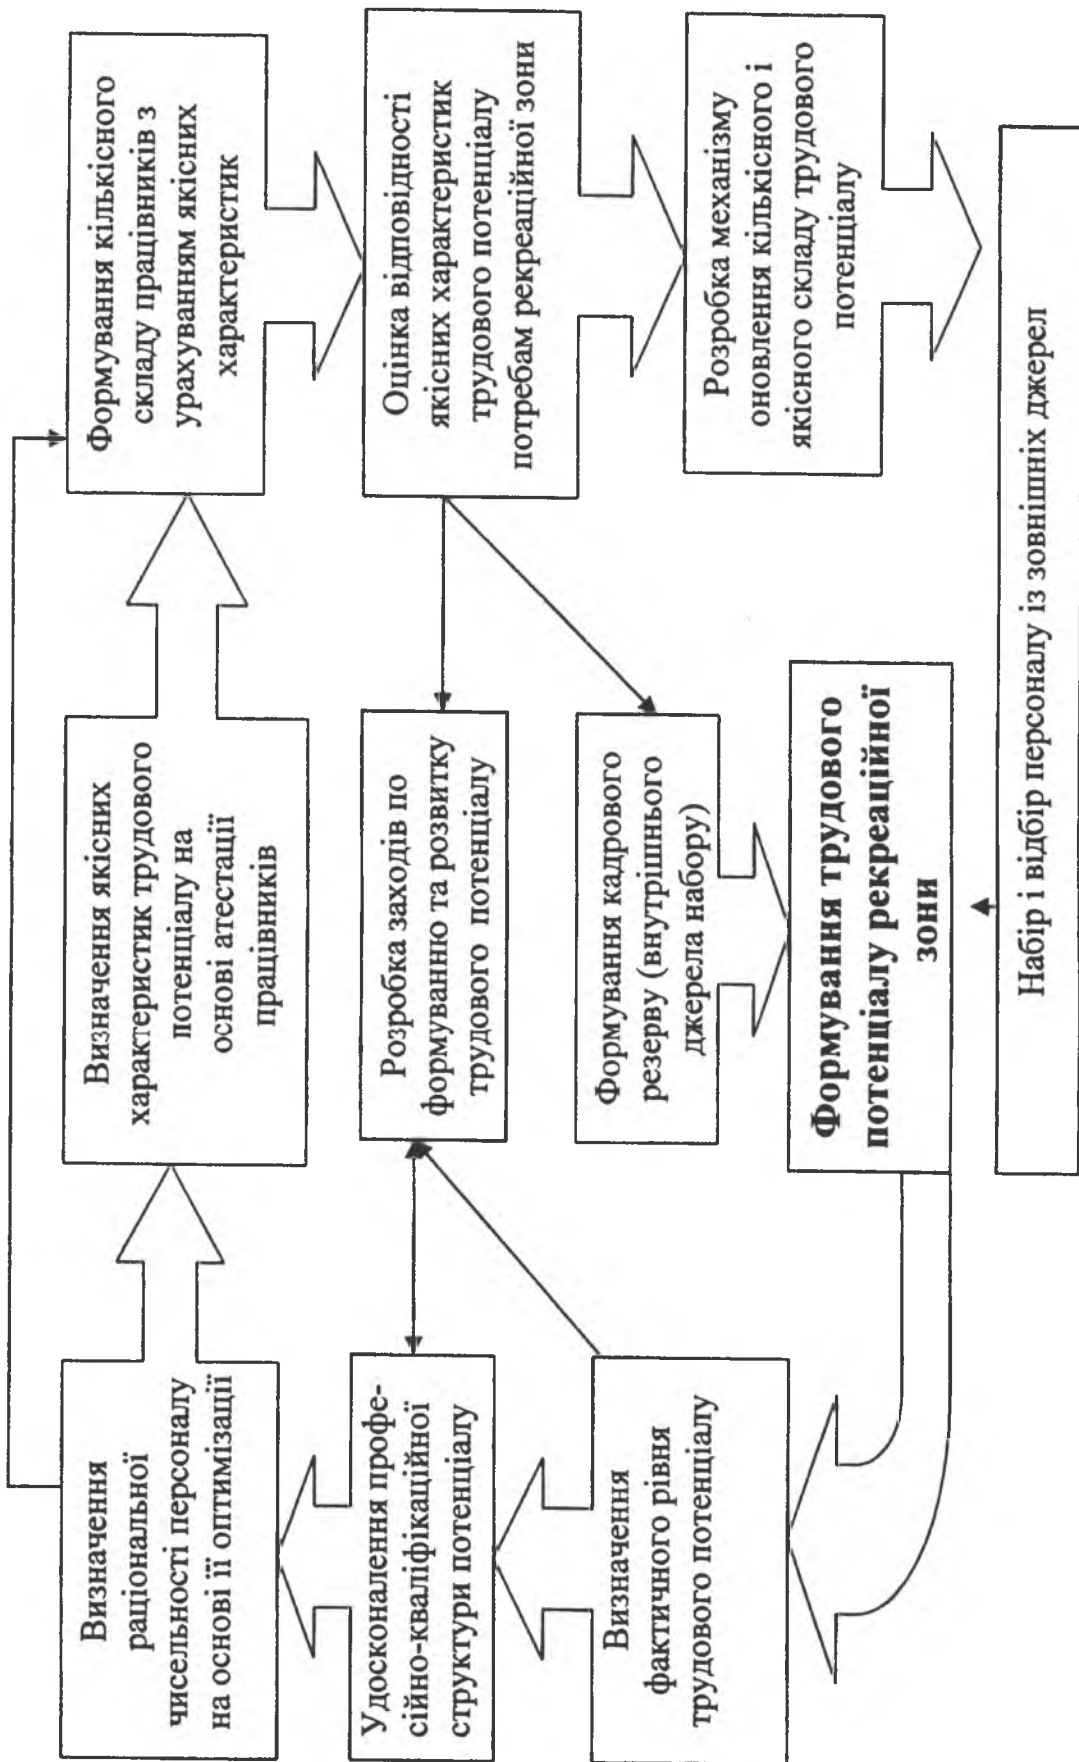 Визначення
раціональної
чисельності персоналу
на основі її оптимізації
Визначення якісних
характеристик трудового
потенціалу на
основі атестації
працівників
Формування кількісного
складу працівників з
урахуванням якісних
характеристик
Удосконалення профе-
сійно-кваліфікаційної
структури потенціалу
Розробка заходів по
формуванню та розвитку
трудового потенціалу
Оцінка відповідності
якісних характеристик
трудового потенціалу
потребам рекреаційної зони
Визначення
фактичного рівня
трудового потенціалу
Формування кадрового
резерву (внутрішнього
джерела набору)
Розробка механізму
оновлення кількісного і
якісного складу трудового
потенціалу
Формування трудового
потенціалу рекреаційної
зони
Набір і відбір персоналу із зовнішніх джерел